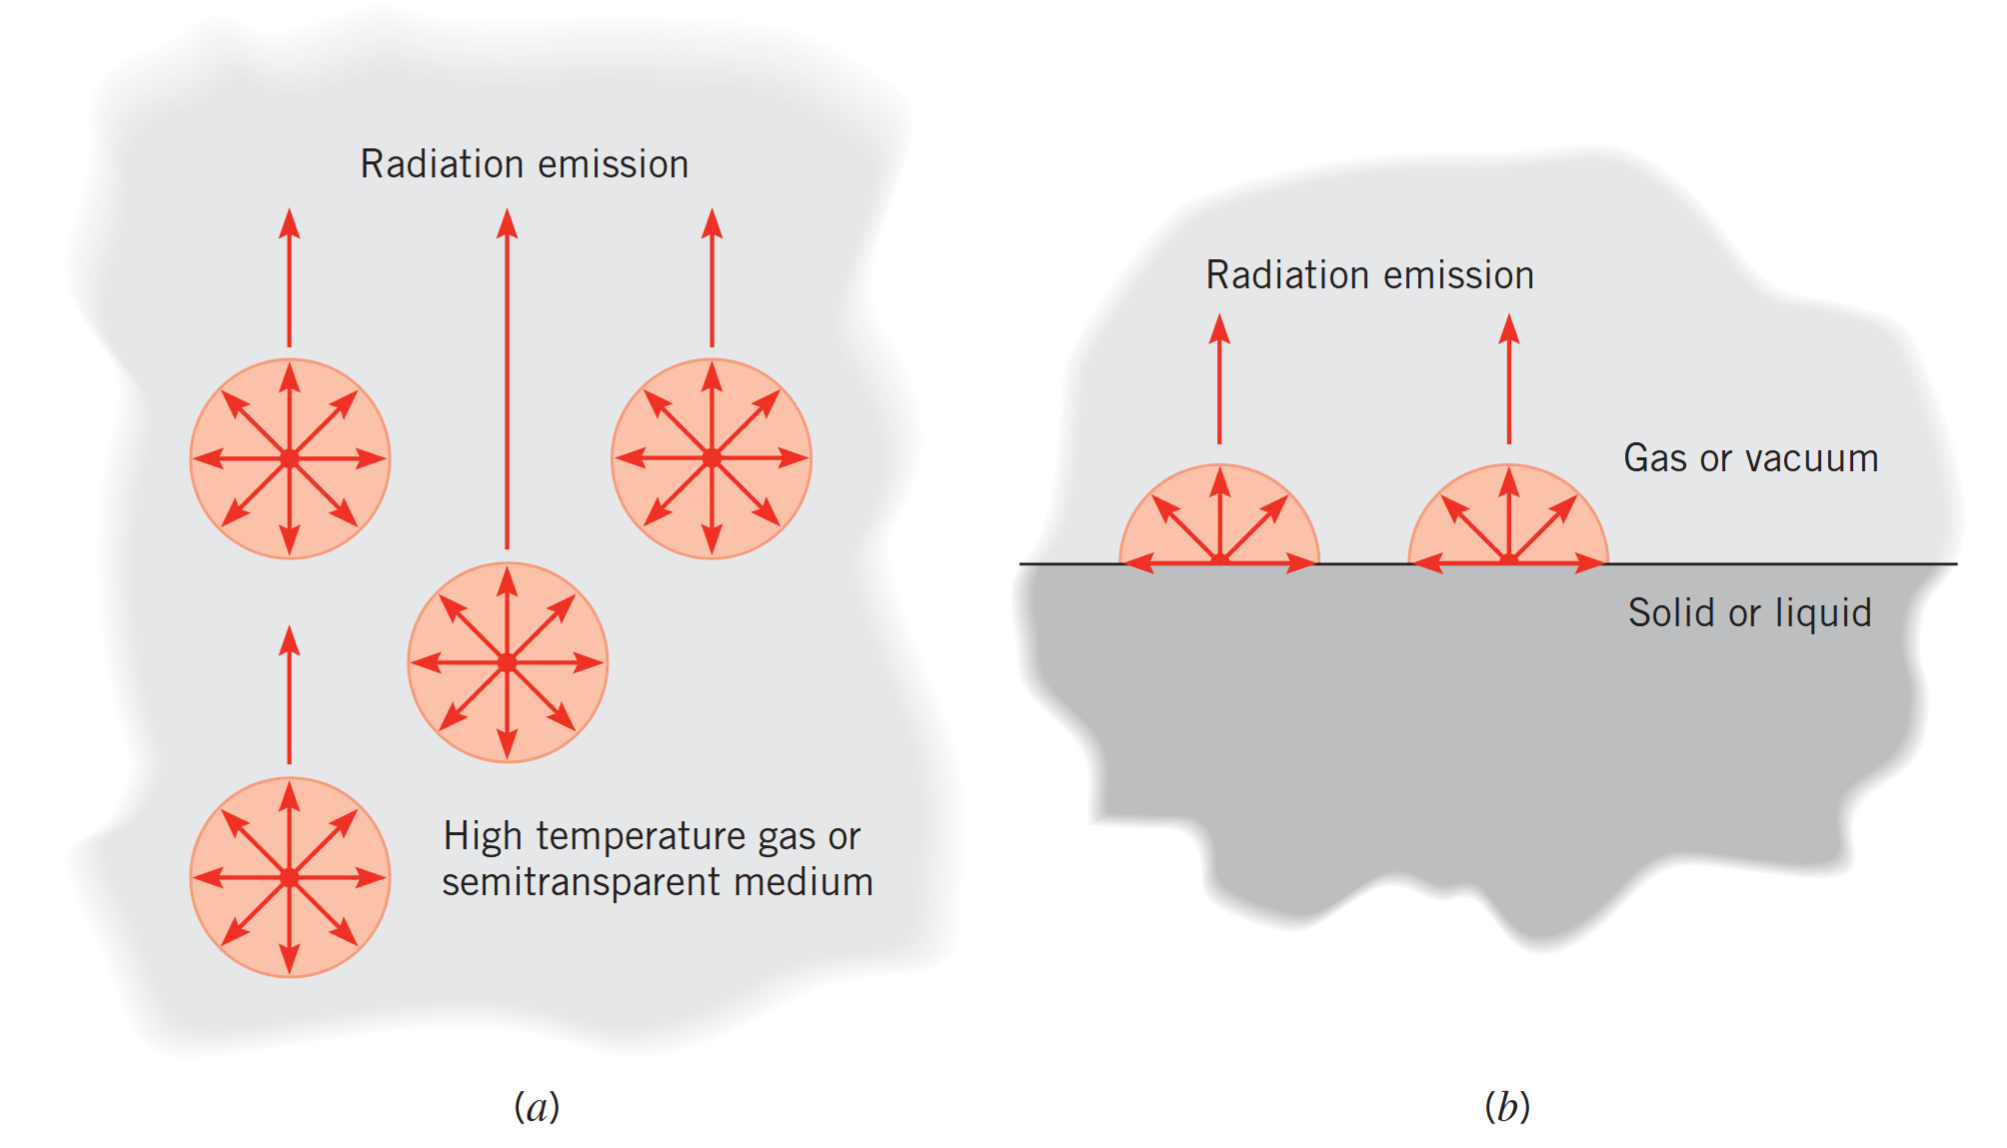 Radiation emission
High temperature gas or
semitransparent medium
(a)
Radiation emission
Gas or vacuum
Solid or liquid
(b)